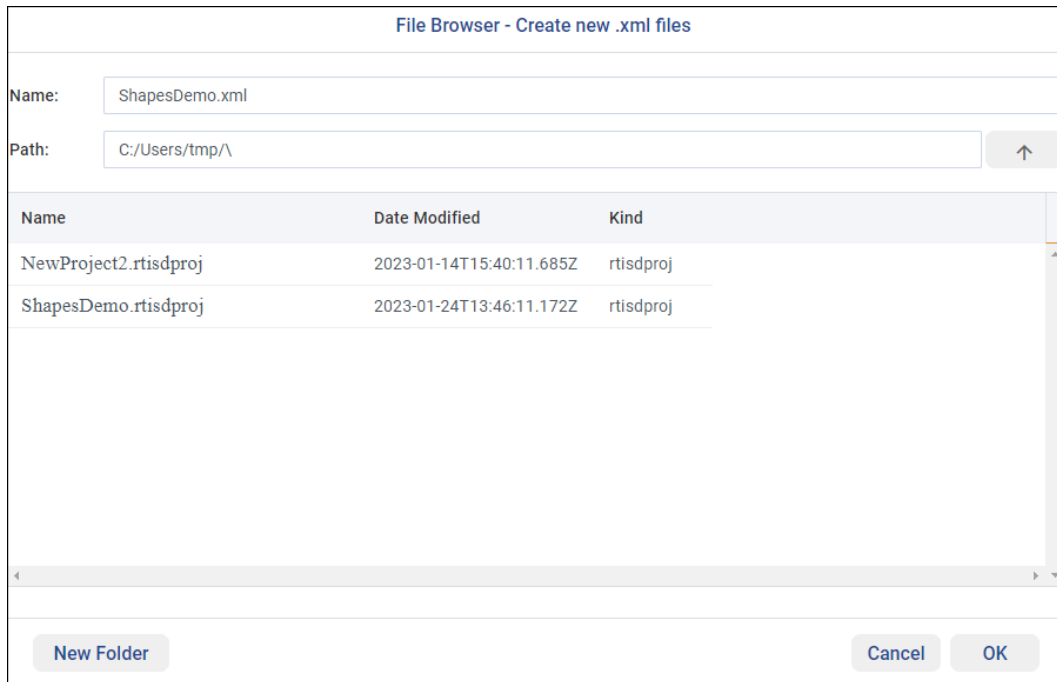 File Browser - Create new .xml files
Name: ShapesDemo.xml
Path: C:/Users/tmp/\
Name Date Modified Kind
NewProject2.rtisdproj 2023-01-14T15:40:11.685Z rtisdproj
ShapesDemo.rtisdproj 2023-01-24T13:46:11.172Z rtisdproj
New Folder Cancel OK